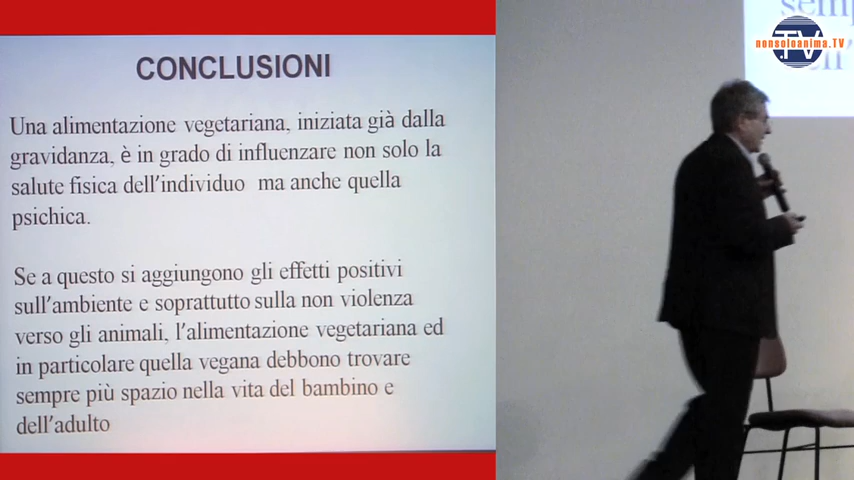 CONCLUSIONI
Una alimentazione vegetariana, iniziata già dalla
gravidanza, è in grado di influenzare non solo la
salute fisica dell'individuo ma anche quella
psichica.
Se a questo si aggiungono gli effetti positivi
sull'ambiente e soprattutto sulla non violenza
verso gli animali, l'alimentazione vegetariana ed
in particolare quella vegana debbono trovare
sempre più spazio nella vita del bambino e
dell'adulto
semp
TV
nonsoloanima.TV